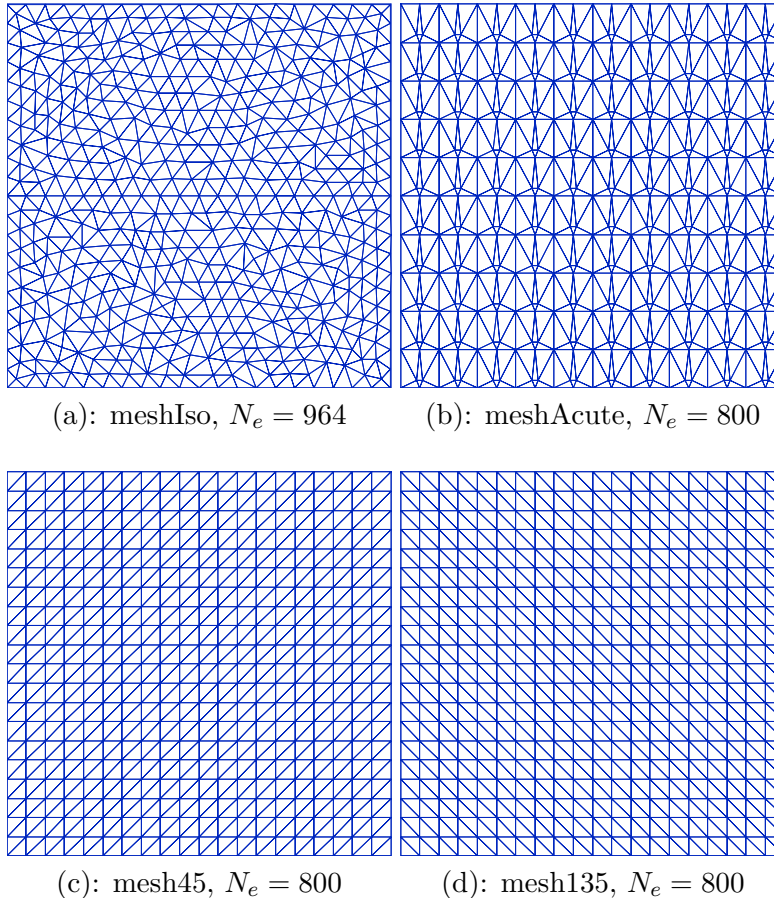 (a): meshIso, $N_e = 964$
(b): meshAcute, $N_e = 800$
(c): mesh45, $N_e = 800$
(d): mesh135, $N_e = 800$